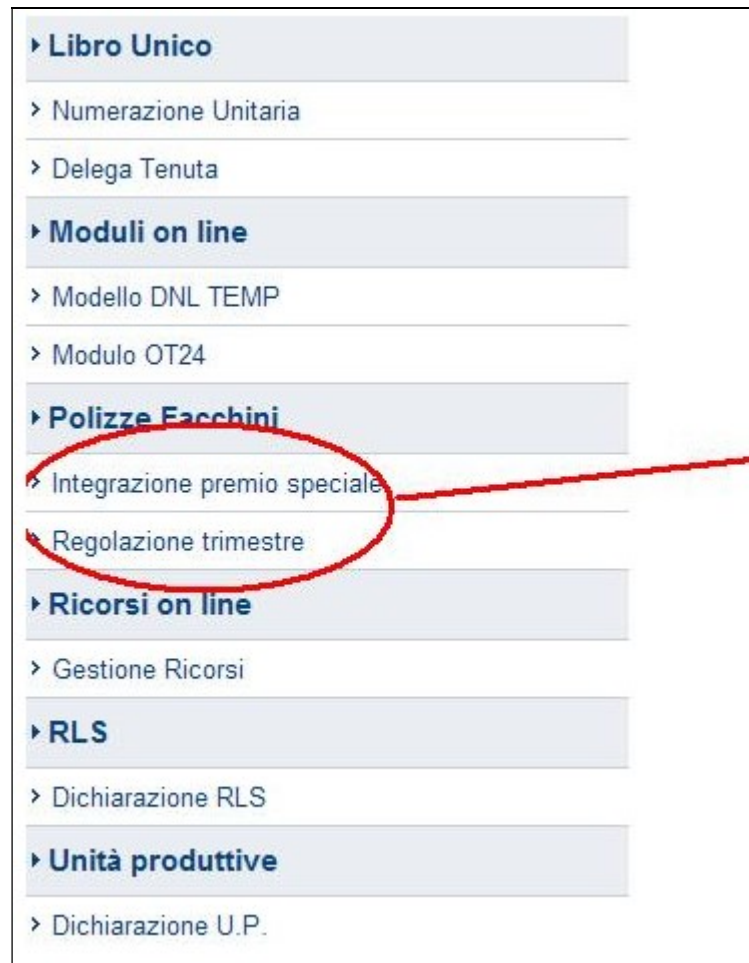 Libro Unico
Numerazione Unitaria
Delega Tenuta
Moduli on line
Modello DNL TEMP
Modulo OT24
Polizze Facchini
Integrazione premio speciale
Regolazione trimestre
Ricorsi on line
Gestione Ricorsi
RLS
Dichiarazione RLS
Unità produttive
Dichiarazione U.P.